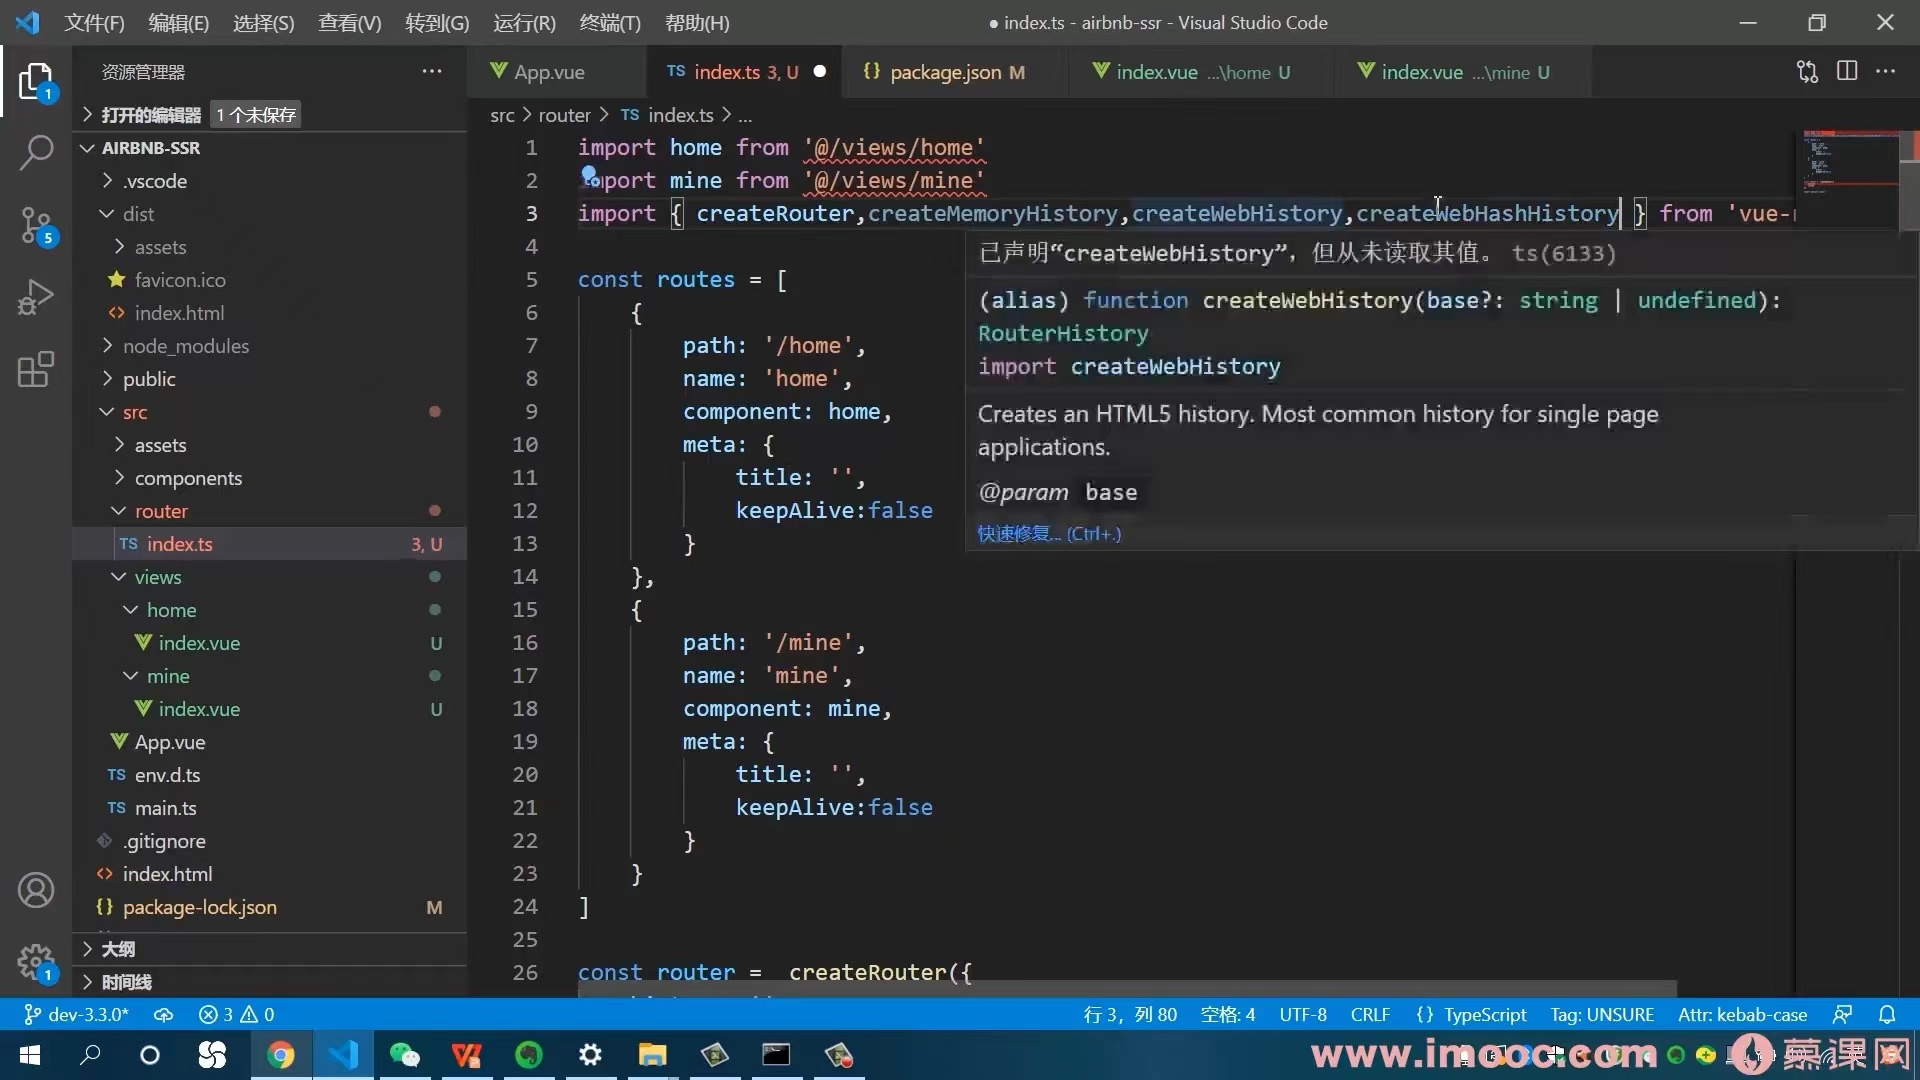 文件(F) 编辑(E) 选择(S) 查看(V) 转到(G) 运行(R) 终端(T) 帮助(H) ● index.ts - airbnb-ssr - Visual Studio Code
资源管理器
打开的编辑器 1 个未保存
AIRBNB-SSR
.vscode
dist
assets
favicon.ico
index.html
node_modules
public
src
assets
components
router
TS index.ts 3, U
views
home
index.vue U
mine
index.vue U
App.vue
TS env.d.ts
TS main.ts
.gitignore
index.html
{} package-lock.json M
大纲
时间线
1
5
1
App.vue TS index.ts 3, U {} package.json M index.vue ...\home U index.vue ...\mine U
src > router > TS index.ts > ...
1 import home from '@/views/home'
2 import mine from '@/views/mine'
3 import { createRouter,createMemoryHistory,createWebHistory,createWebHashHistory } from 'vue-
4
5 const routes = [
6 {
7 path: '/home',
8 name: 'home',
9 component: home,
10 meta: {
11 title: '',
12 keepAlive:false
13 }
14 },
15 {
16 path: '/mine',
17 name: 'mine',
18 component: mine,
19 meta: {
20 title: '',
21 keepAlive:false
22 }
23 }
24 ]
25
26 const router = createRouter({
已声明“createWebHistory”，但从未读取其值。 ts(6133)
(alias) function createWebHistory(base?: string | undefined):
RouterHistory
import createWebHistory
Creates an HTML5 history. Most common history for single page
applications.
@param base
快速修复... (Ctrl+.)
dev-3.3.0* 3 0 行 3，列 80 空格: 4 UTF-8 CRLF {} TypeScript Tag: UNSURE Attr: kebab-case
www.imooc.com 慕课网